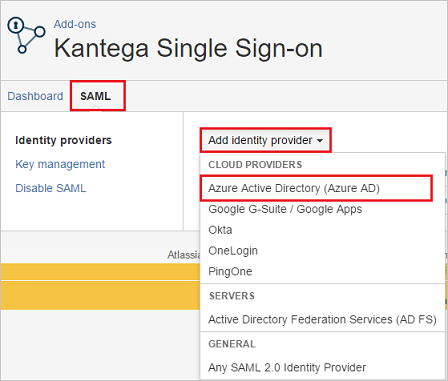 Add-ons
Kantega Single Sign-on
Dashboard SAML
Identity providers
Key management
Disable SAML
Add identity provider
CLOUD PROVIDERS
Azure Active Directory (Azure AD)
Google G-Suite / Google Apps
Okta
OneLogin
PingOne
SERVERS
Active Directory Federation Services (AD FS)
GENERAL
Any SAML 2.0 Identity Provider